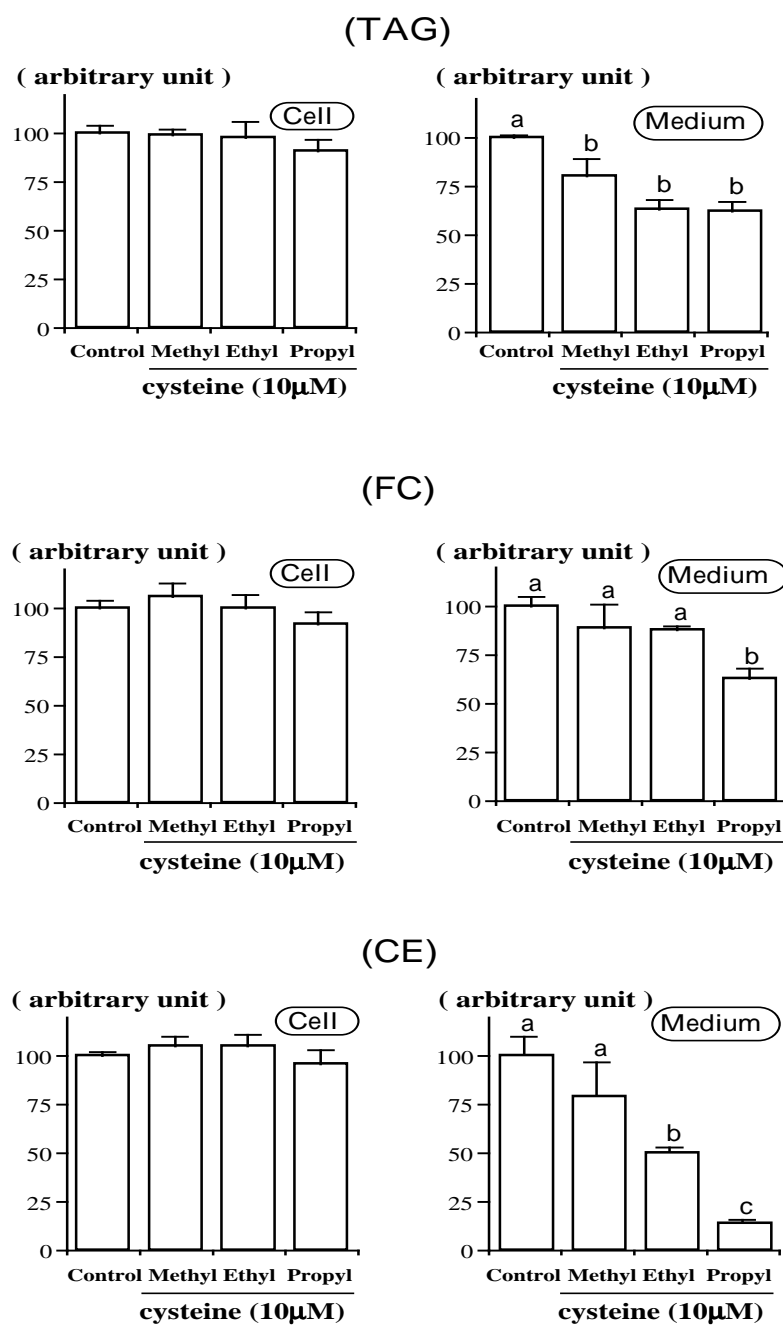 (TAG)
( arbitrary unit )
Cell
100
75
50
25
0
Control Methyl Ethyl Propyl
cysteine (10μM)
( arbitrary unit )
Medium
a
b
b
b
100
75
50
25
0
Control Methyl Ethyl Propyl
cysteine (10μM)
(FC)
( arbitrary unit )
Cell
100
75
50
25
0
Control Methyl Ethyl Propyl
cysteine (10μM)
( arbitrary unit )
Medium
a
a
a
b
100
75
50
25
0
Control Methyl Ethyl Propyl
cysteine (10μM)
(CE)
( arbitrary unit )
Cell
100
75
50
25
0
Control Methyl Ethyl Propyl
cysteine (10μM)
( arbitrary unit )
Medium
a
a
b
c
100
75
50
25
0
Control Methyl Ethyl Propyl
cysteine (10μM)